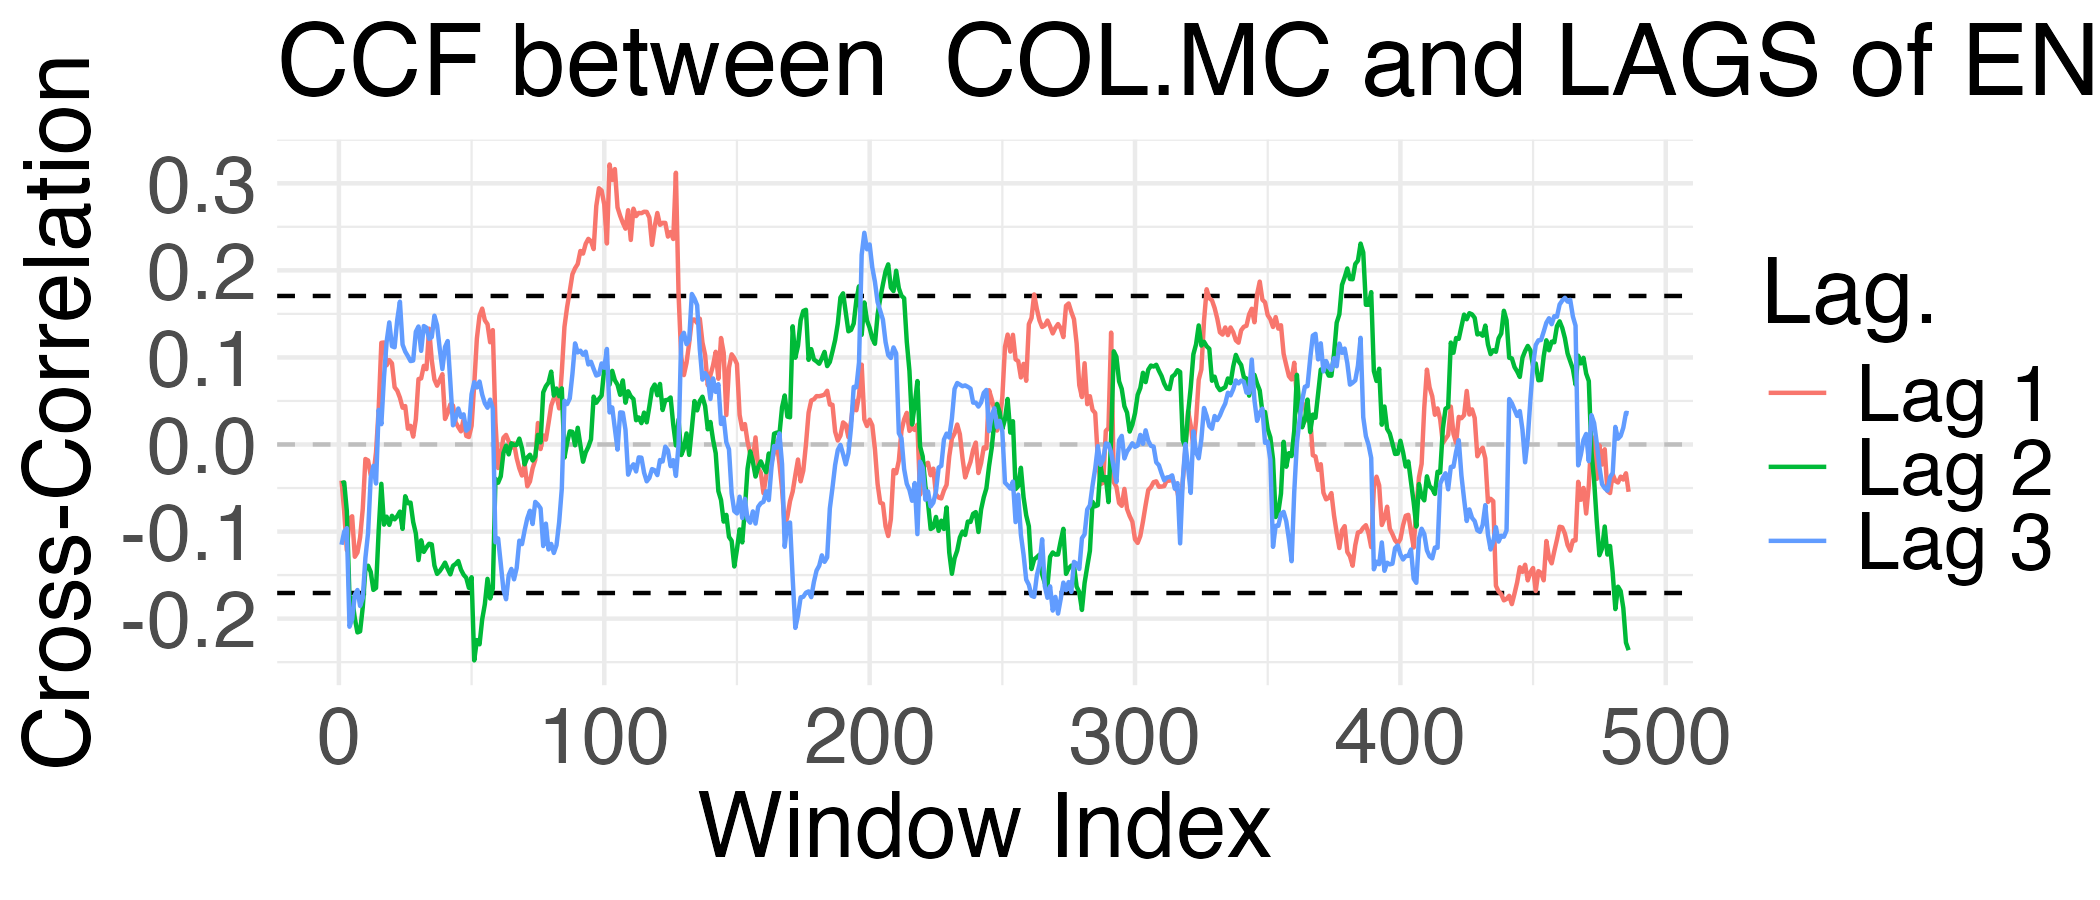 CCF between COL.MC and LAGS of EN
Cross-Correlation
0.3
0.2
0.1
0.0
-0.1
-0.2
0 100 200 300 400 500
Window Index
Lag.
Lag 1
Lag 2
Lag 3